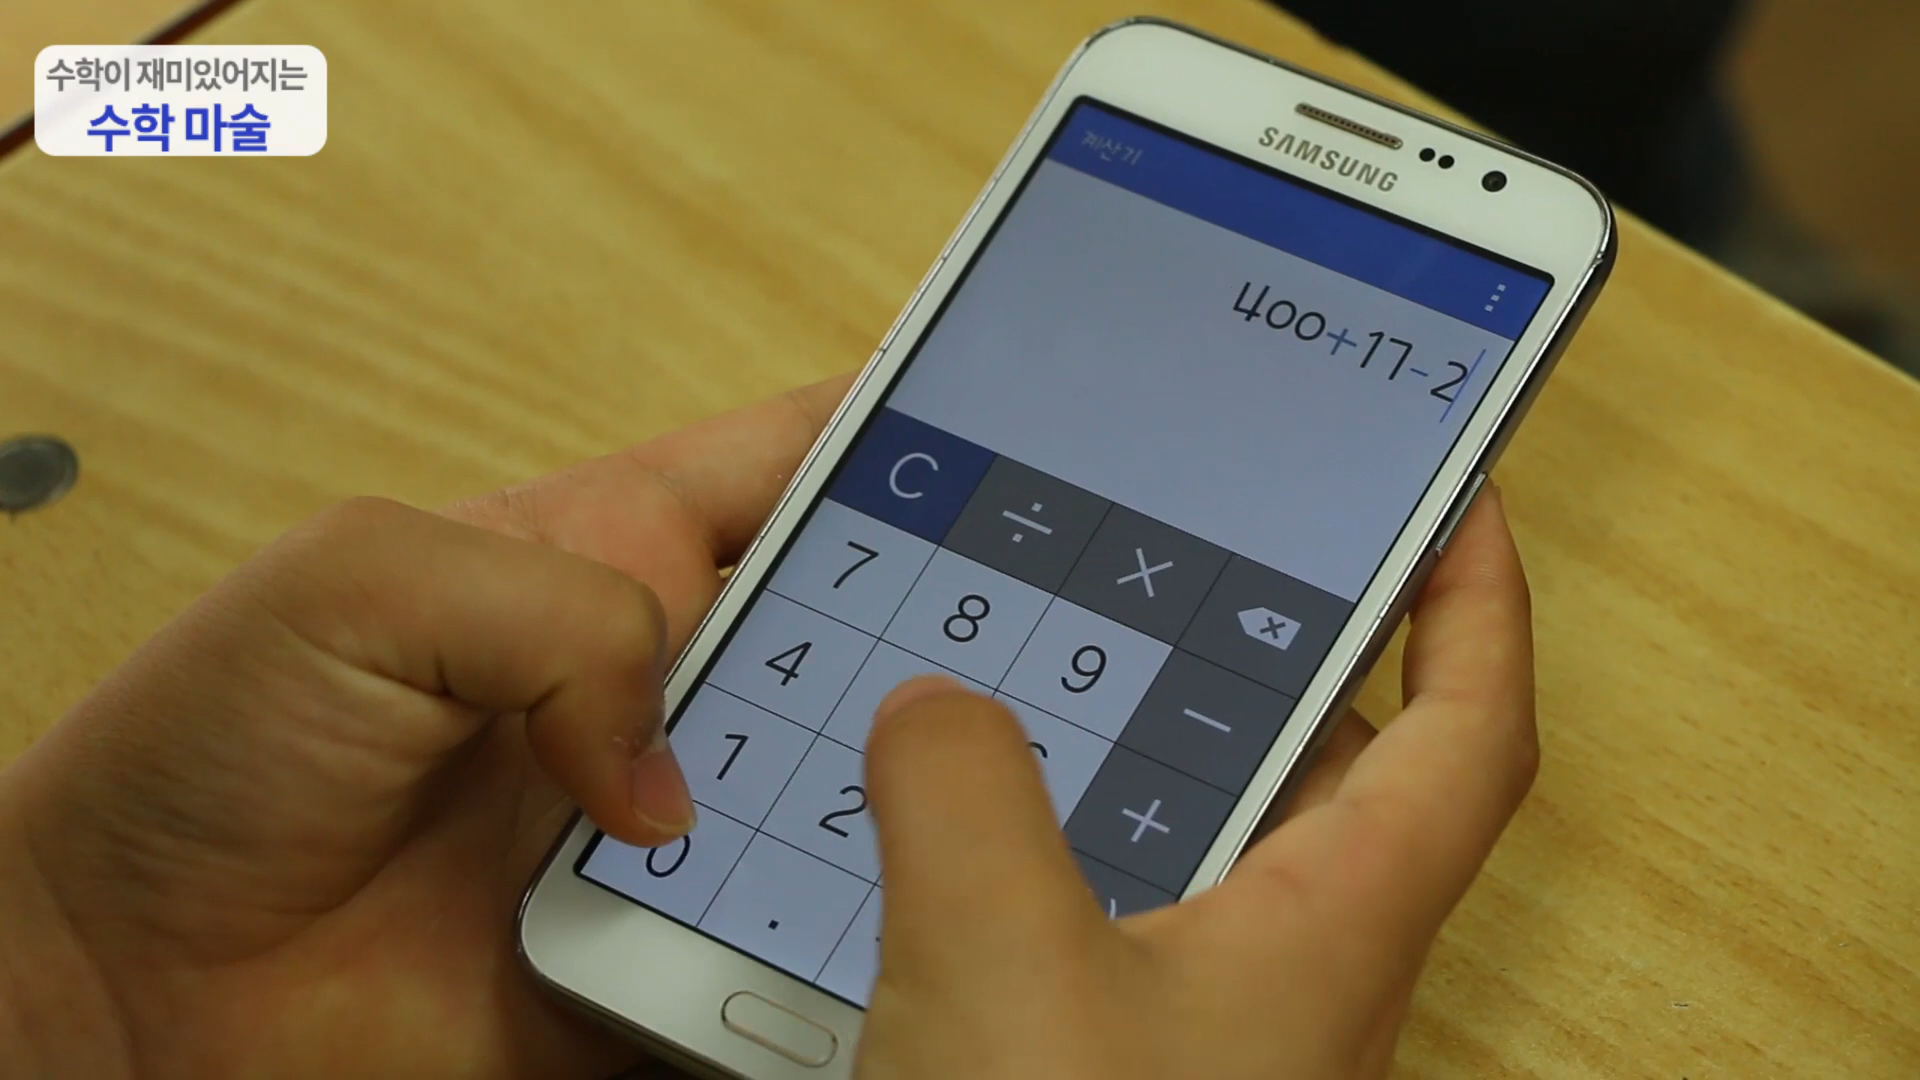 수학이 재미있어지는
수학 마술
SAMSUNG
계산기
400+17-2
C ÷ ×
7 8 9
4 −
1 2 +
0 .